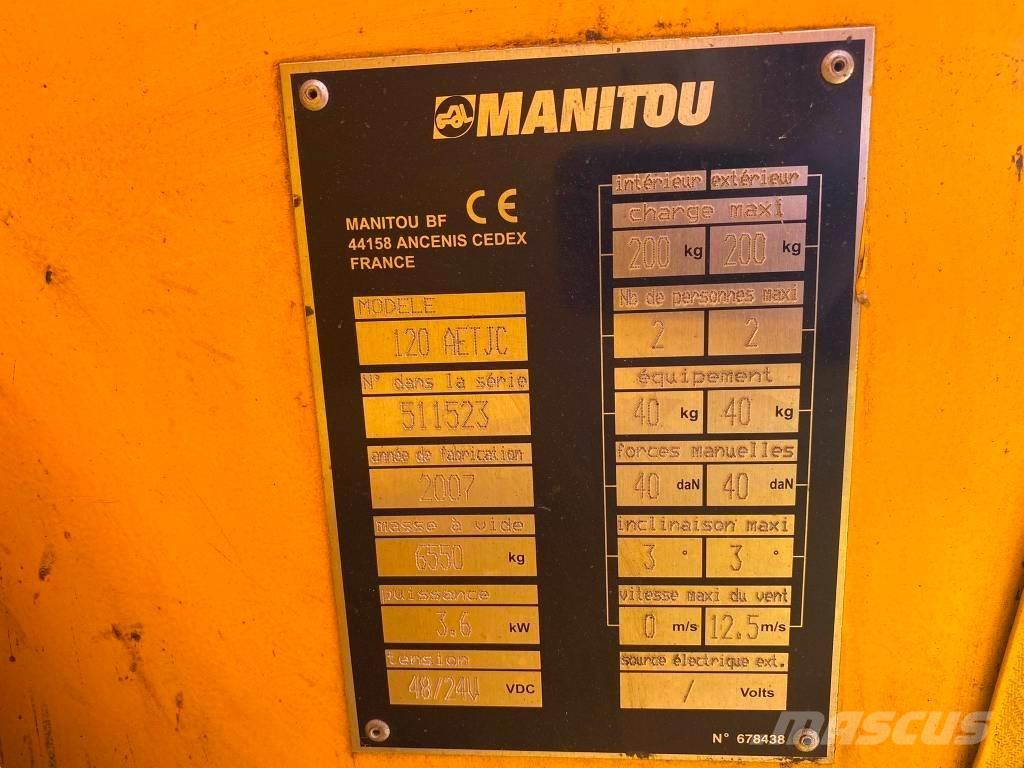 MANITOU
MANITOU BF CE
44158 ANCENIS CEDEX
FRANCE
MODELE
120 AETJC
N° dans la série
511523
année de fabrication
2007
masse à vide
6550 kg
puissance
3.6 kW
tension
48/24V VDC
intérieur extérieur
charge maxi
200 kg 200 kg
Nb de personnes maxi
2 2
équipement
40 kg 40 kg
forces manuelles
40 daN 40 daN
inclinaison maxi
3 ° 3 °
vitesse maxi du vent
0 m/s 12.5 m/s
source électrique ext.
/ Volts
N° 678438
MASCUS